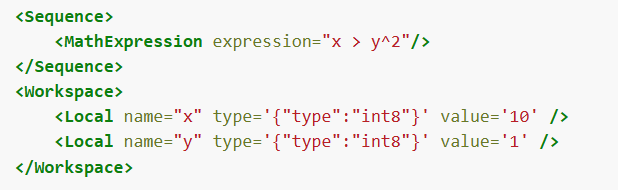 <Sequence>
    <MathExpression expression="x > y^2"/>
</Sequence>
<Workspace>
    <Local name="x" type='{"type":"int8"}' value='10' />
    <Local name="y" type='{"type":"int8"}' value='1' />
</Workspace>